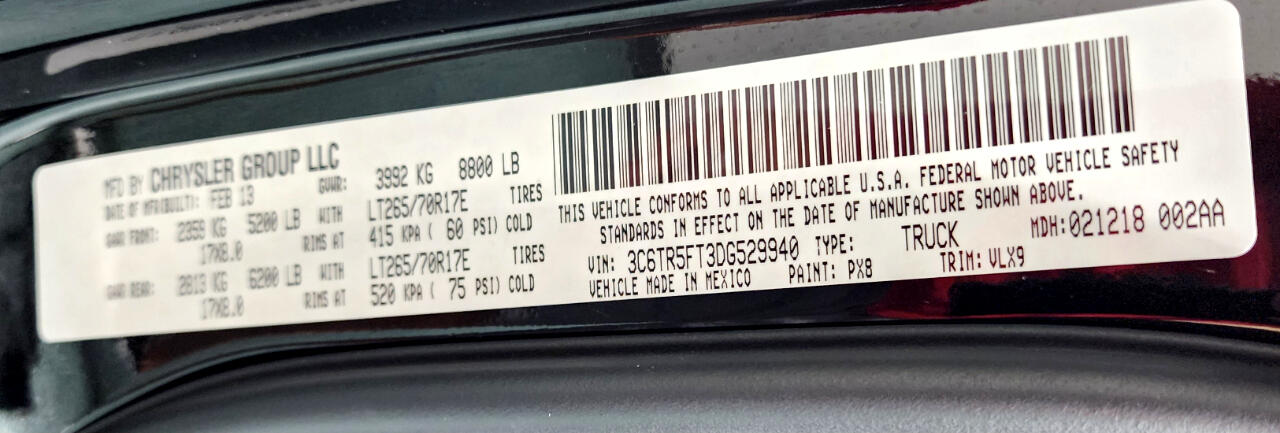 MFD BY CHRYSLER GROUP LLC
DATE OF MFR(BUILT): FEB 13 GVWR: 3992 KG 8800 LB
GAWR FRONT: 2359 KG 5200 LB WITH LT265/70R17E TIRES
17X8.0 RIMS AT 415 KPA ( 60 PSI) COLD
GAWR REAR: 2813 KG 6200 LB WITH LT265/70R17E TIRES
17X8.0 RIMS AT 520 KPA ( 75 PSI) COLD
THIS VEHICLE CONFORMS TO ALL APPLICABLE U.S.A. FEDERAL MOTOR VEHICLE SAFETY
STANDARDS IN EFFECT ON THE DATE OF MANUFACTURE SHOWN ABOVE.
VIN: 3C6TR5FT3DG529940 TYPE: TRUCK MDH:021218 002AA
VEHICLE MADE IN MEXICO PAINT: PX8 TRIM: VLX9